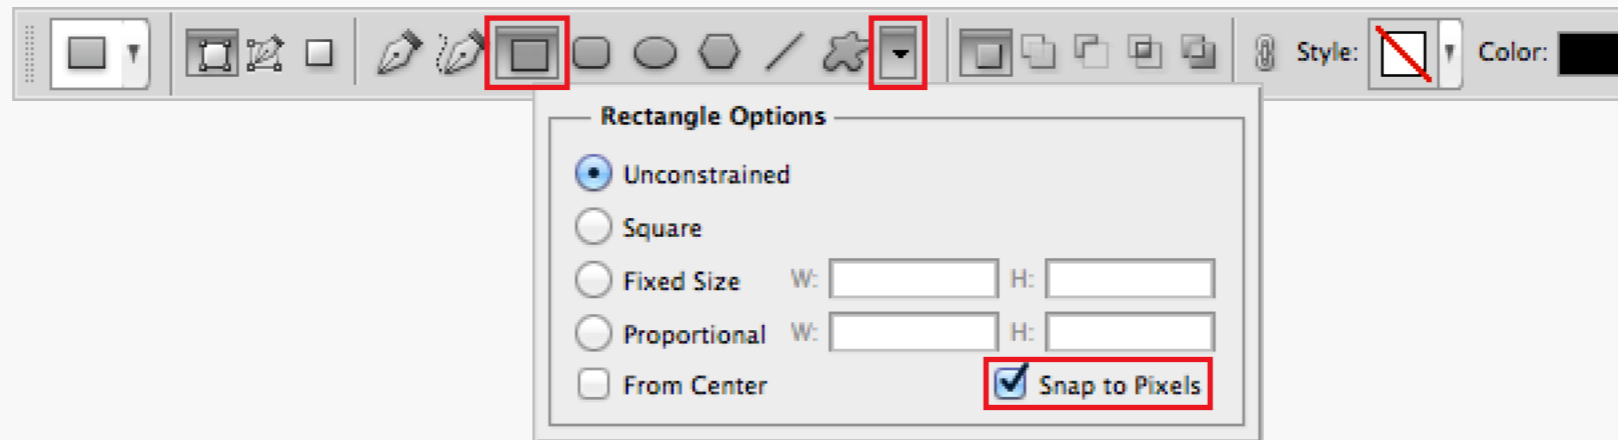 Style: Color:
Rectangle Options
Unconstrained
Square
Fixed Size W: H:
Proportional W: H:
From Center Snap to Pixels